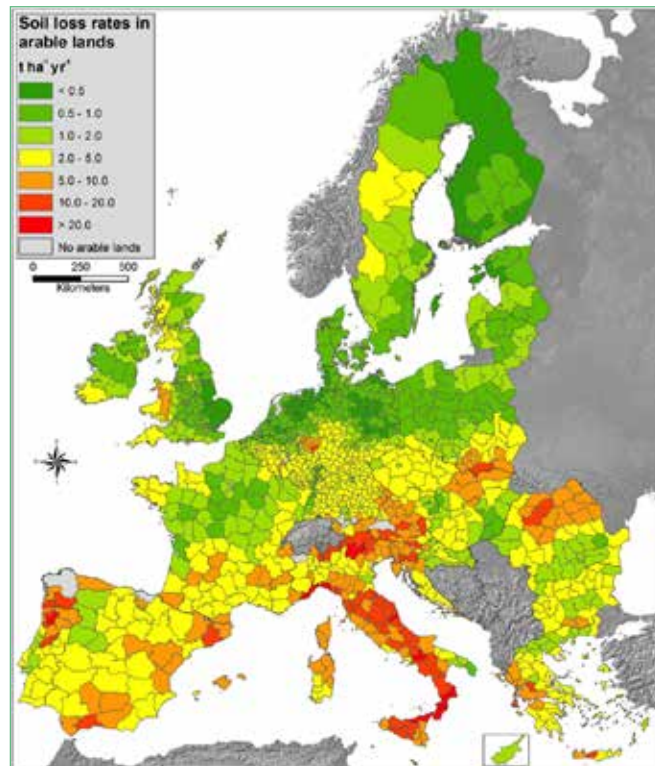 Soil loss rates in
arable lands
t ha⁻¹ yr⁻¹
< 0.5
0.5 - 1.0
1.0 - 2.0
2.0 - 5.0
5.0 - 10.0
10.0 - 20.0
> 20.0
No arable lands
0 250 500
Kilometers